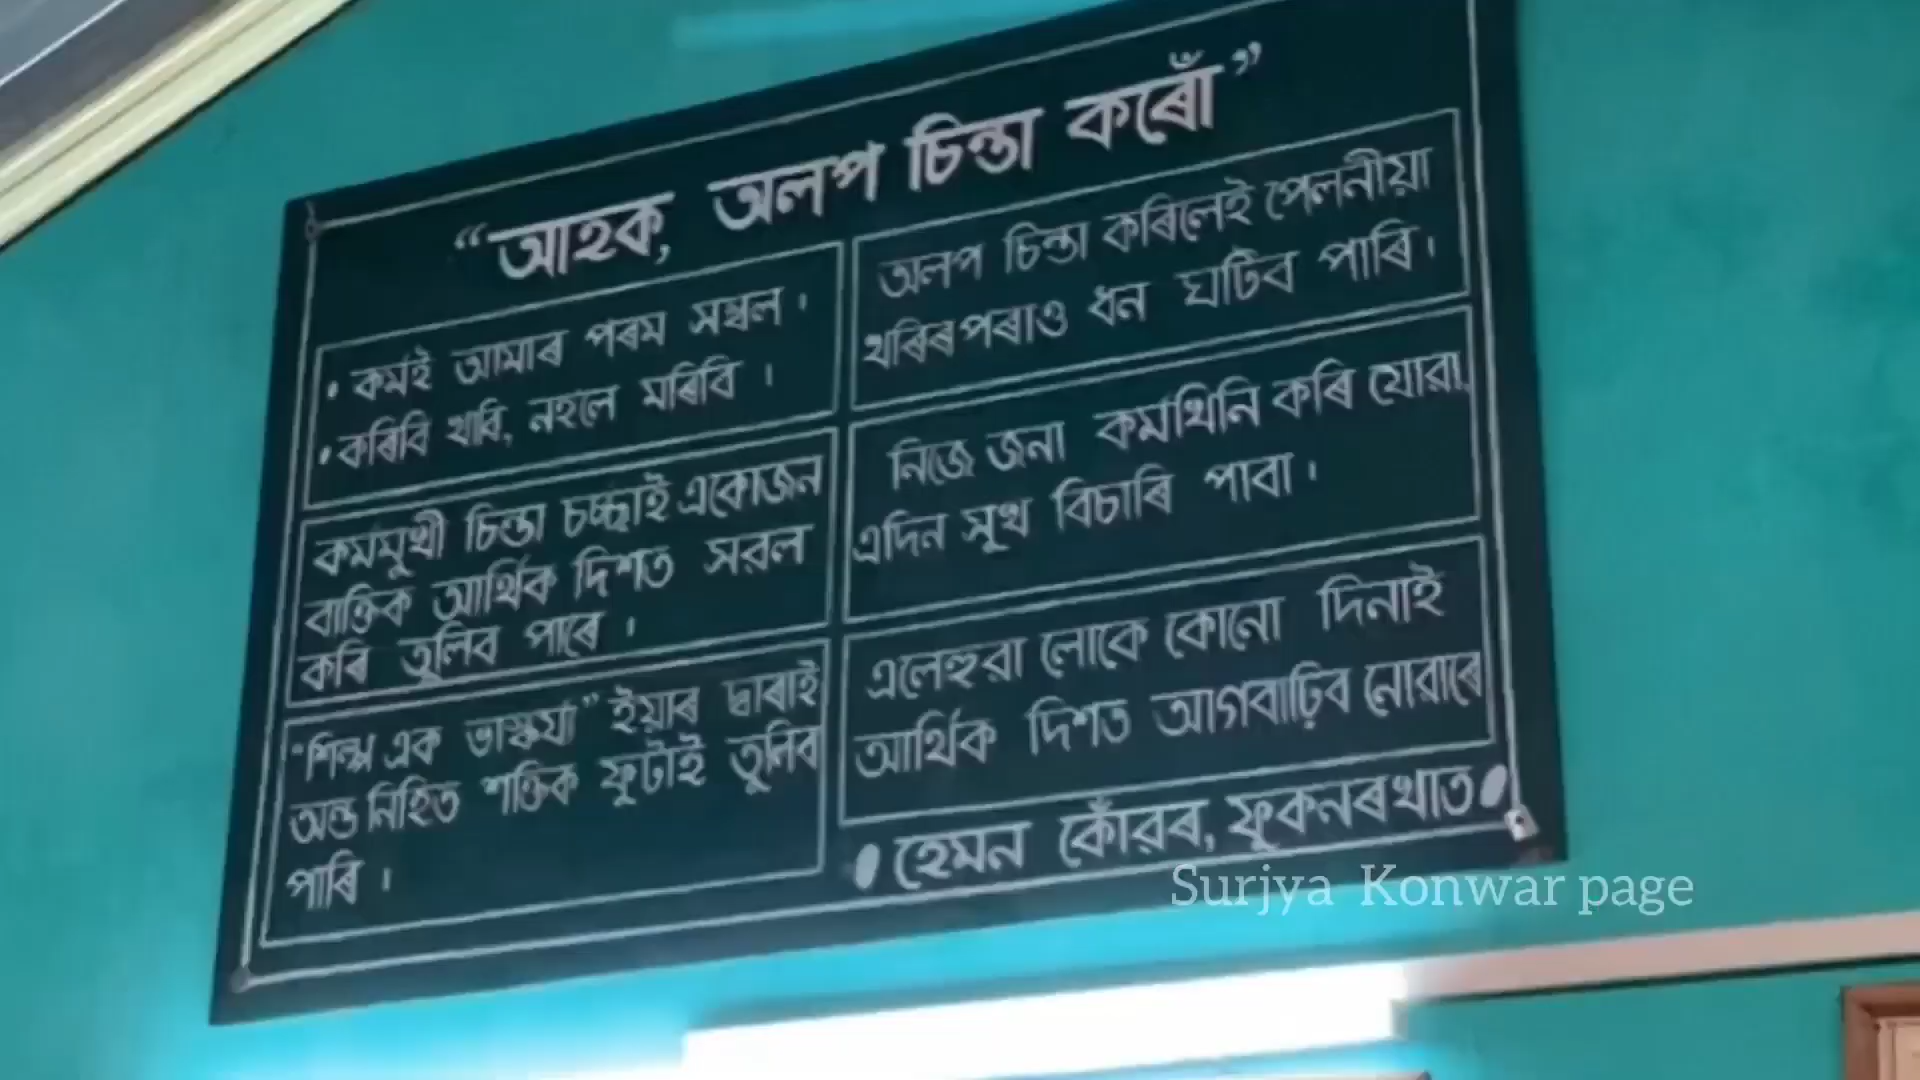 “আহক, অলপ চিন্তা কৰোঁ”
• কৰ্মই আমাৰ পৰম সম্বল।
• কৰিবি খাবি, নহলে মৰিবি।
কৰ্মমুখী চিন্তা চৰ্চ্চাই একোজন
ব্যক্তিক আৰ্থিক দিশত সৱল
কৰি তুলিব পাৰে।
“শিল্প এক ভাস্কৰ্য্য” ইয়াৰ দ্বাৰাই
অন্ত নিহিত শক্তিক ফুটাই তুলিব
পাৰি।
অলপ চিন্তা কৰিলেই পেলনীয়া
খৰিৰ পৰাও ধন ঘটিব পাৰি।
নিজে জনা কৰ্মখিনি কৰি যোৱা,
এদিন সুখ বিচাৰি পাবা।
এলেহুৱা লোকে কোনো দিনাই
আৰ্থিক দিশত আগবাঢ়িব নোৱাৰে
• হেমন কোঁৱৰ, ফুকনৰখাত •
Surjya Konwar page